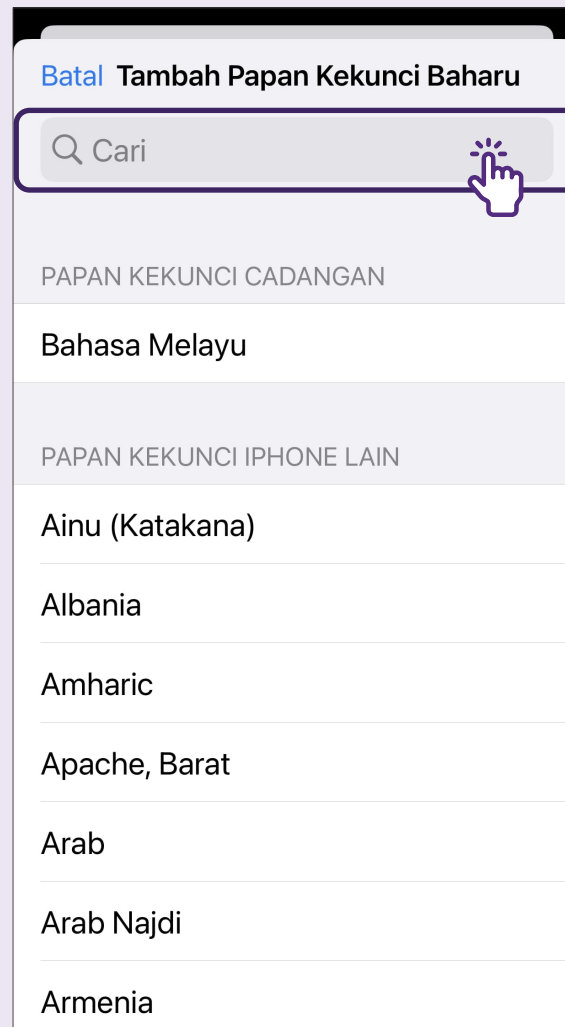 Batal Tambah Papan Kekunci Baharu
Cari
PAPAN KEKUNCI CADANGAN
Bahasa Melayu
PAPAN KEKUNCI IPHONE LAIN
Ainu (Katakana)
Albania
Amharic
Apache, Barat
Arab
Arab Najdi
Armenia